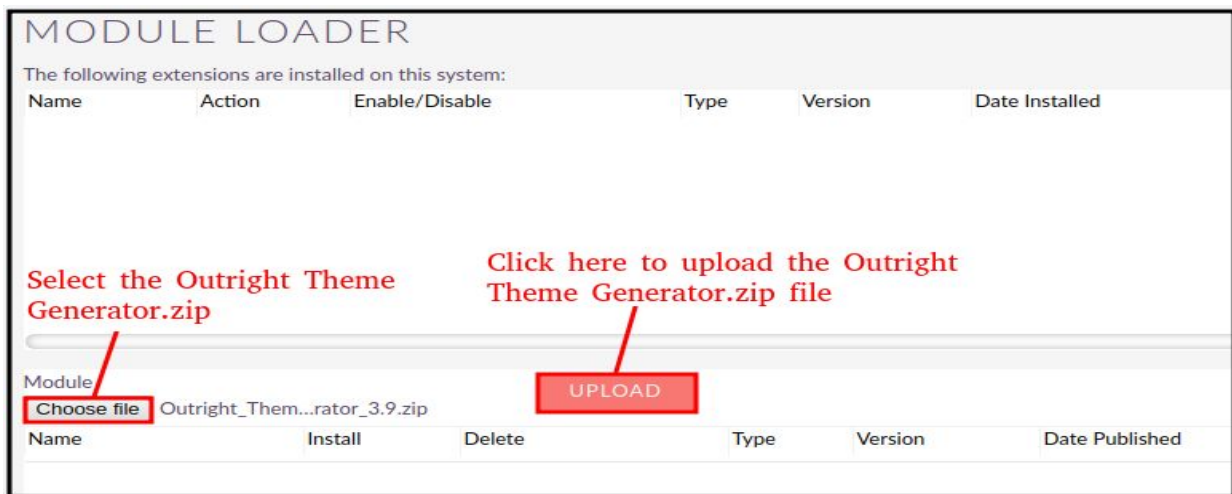 MODULE LOADER
The following extensions are installed on this system:
Name Action Enable/Disable Type Version Date Installed
Select the Outright Theme
Generator.zip
Click here to upload the Outright
Theme Generator.zip file
Module
UPLOAD
Choose file Outright_Them...rator_3.9.zip
Name Install Delete Type Version Date Published